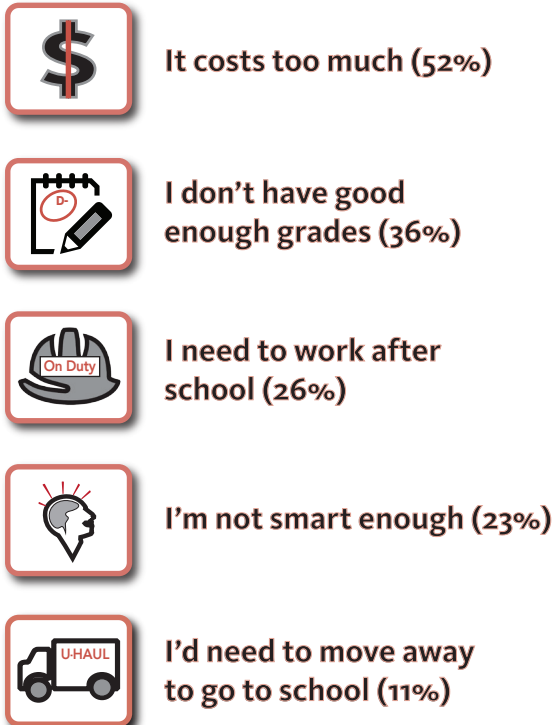 It costs too much (52%)
D-
I don't have good
enough grades (36%)
On Duty
I need to work after
school (26%)
I'm not smart enough (23%)
U-HAUL
I'd need to move away
to go to school (11%)